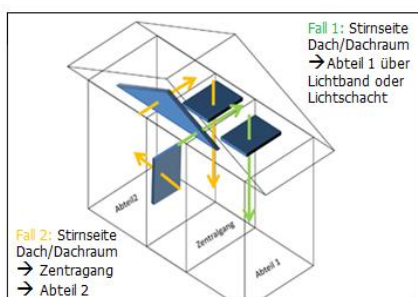 Fall 1: Stirnseite
Dach/Dachraum
→ Abteil 1 über
Lichtband oder
Lichtschacht
Abteil2
Zentralgang
Abteil 1
Fall 2: Stirnseite
Dach/Dachraum
→ Zentragang
→ Abteil 2